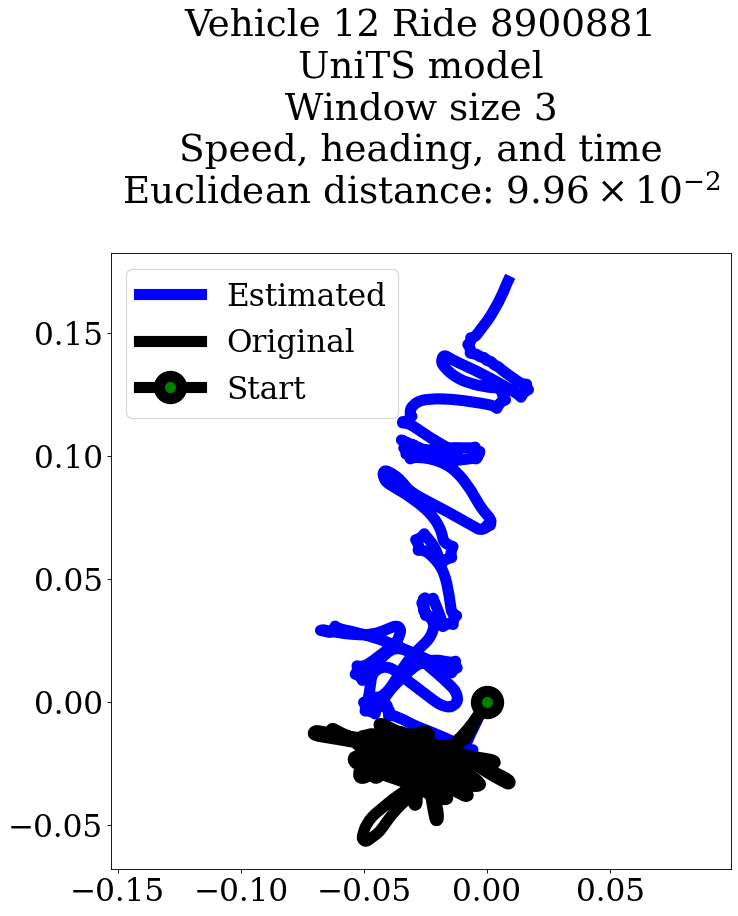 Vehicle 12 Ride 8900881
UniTS model
Window size 3
Speed, heading, and time
Euclidean distance: 9.96 × 10⁻²
Estimated
Original
Start
0.15
0.10
0.05
0.00
−0.05
−0.15 −0.10 −0.05 0.00 0.05